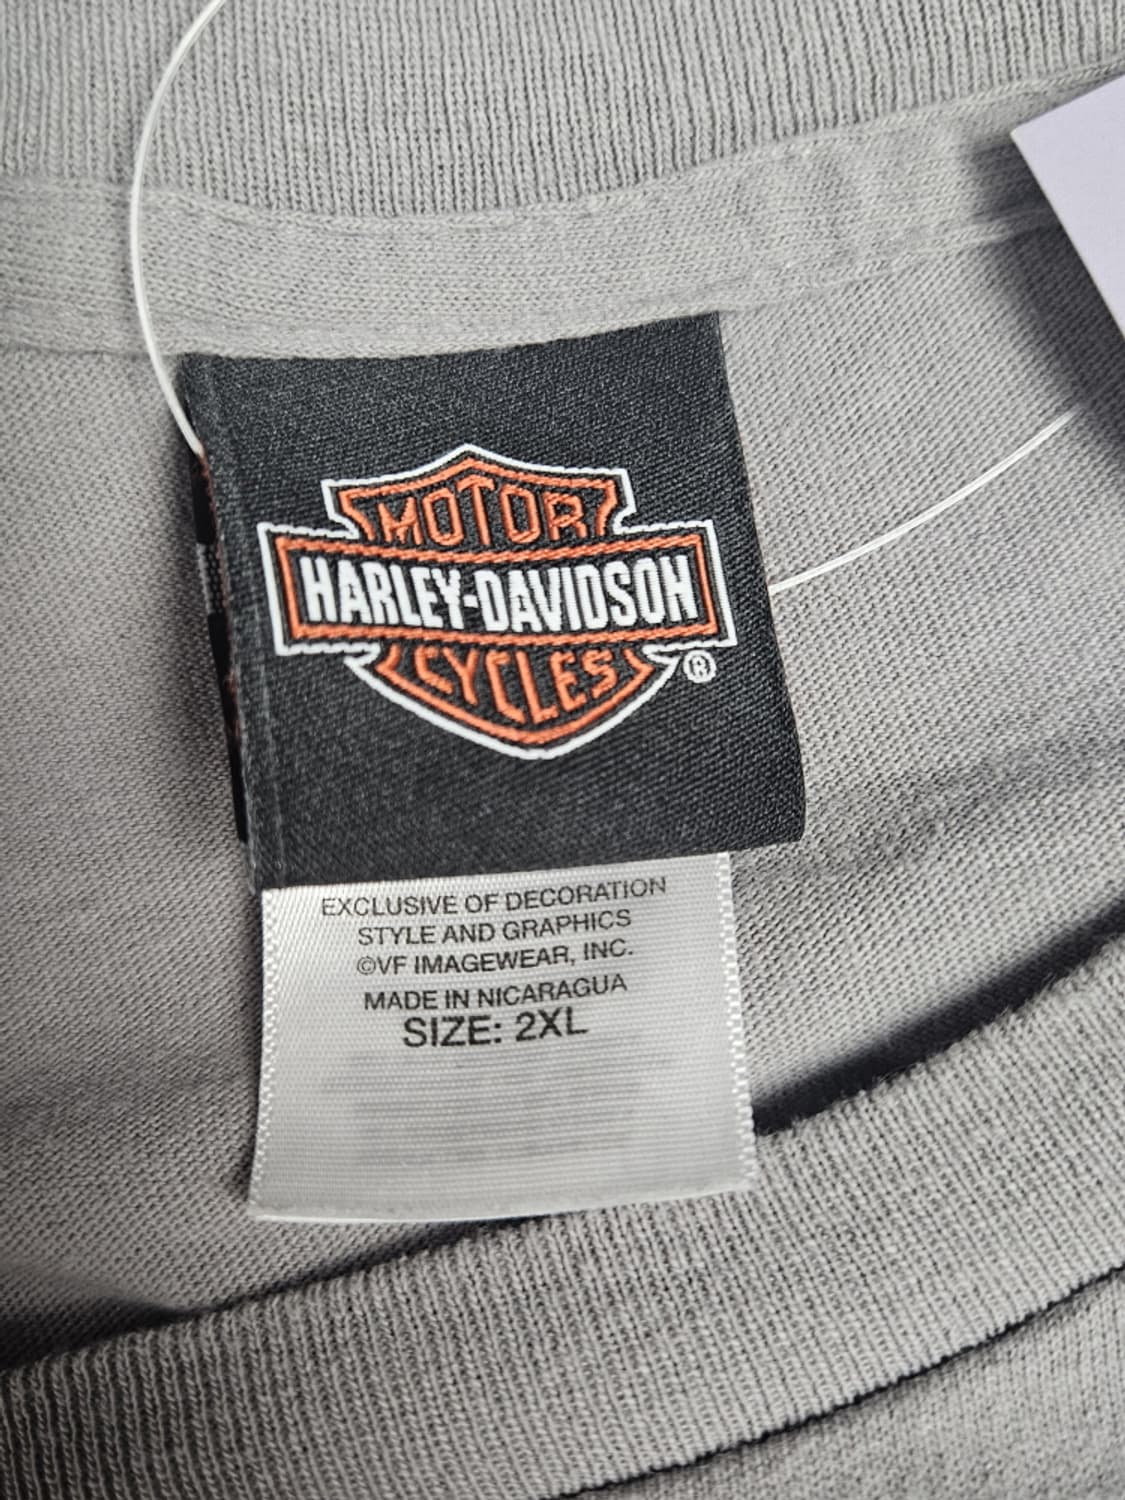 MOTOR
HARLEY-DAVIDSON
CYCLES
®
EXCLUSIVE OF DECORATION
STYLE AND GRAPHICS
©VF IMAGEWEAR, INC.
MADE IN NICARAGUA
SIZE: 2XL